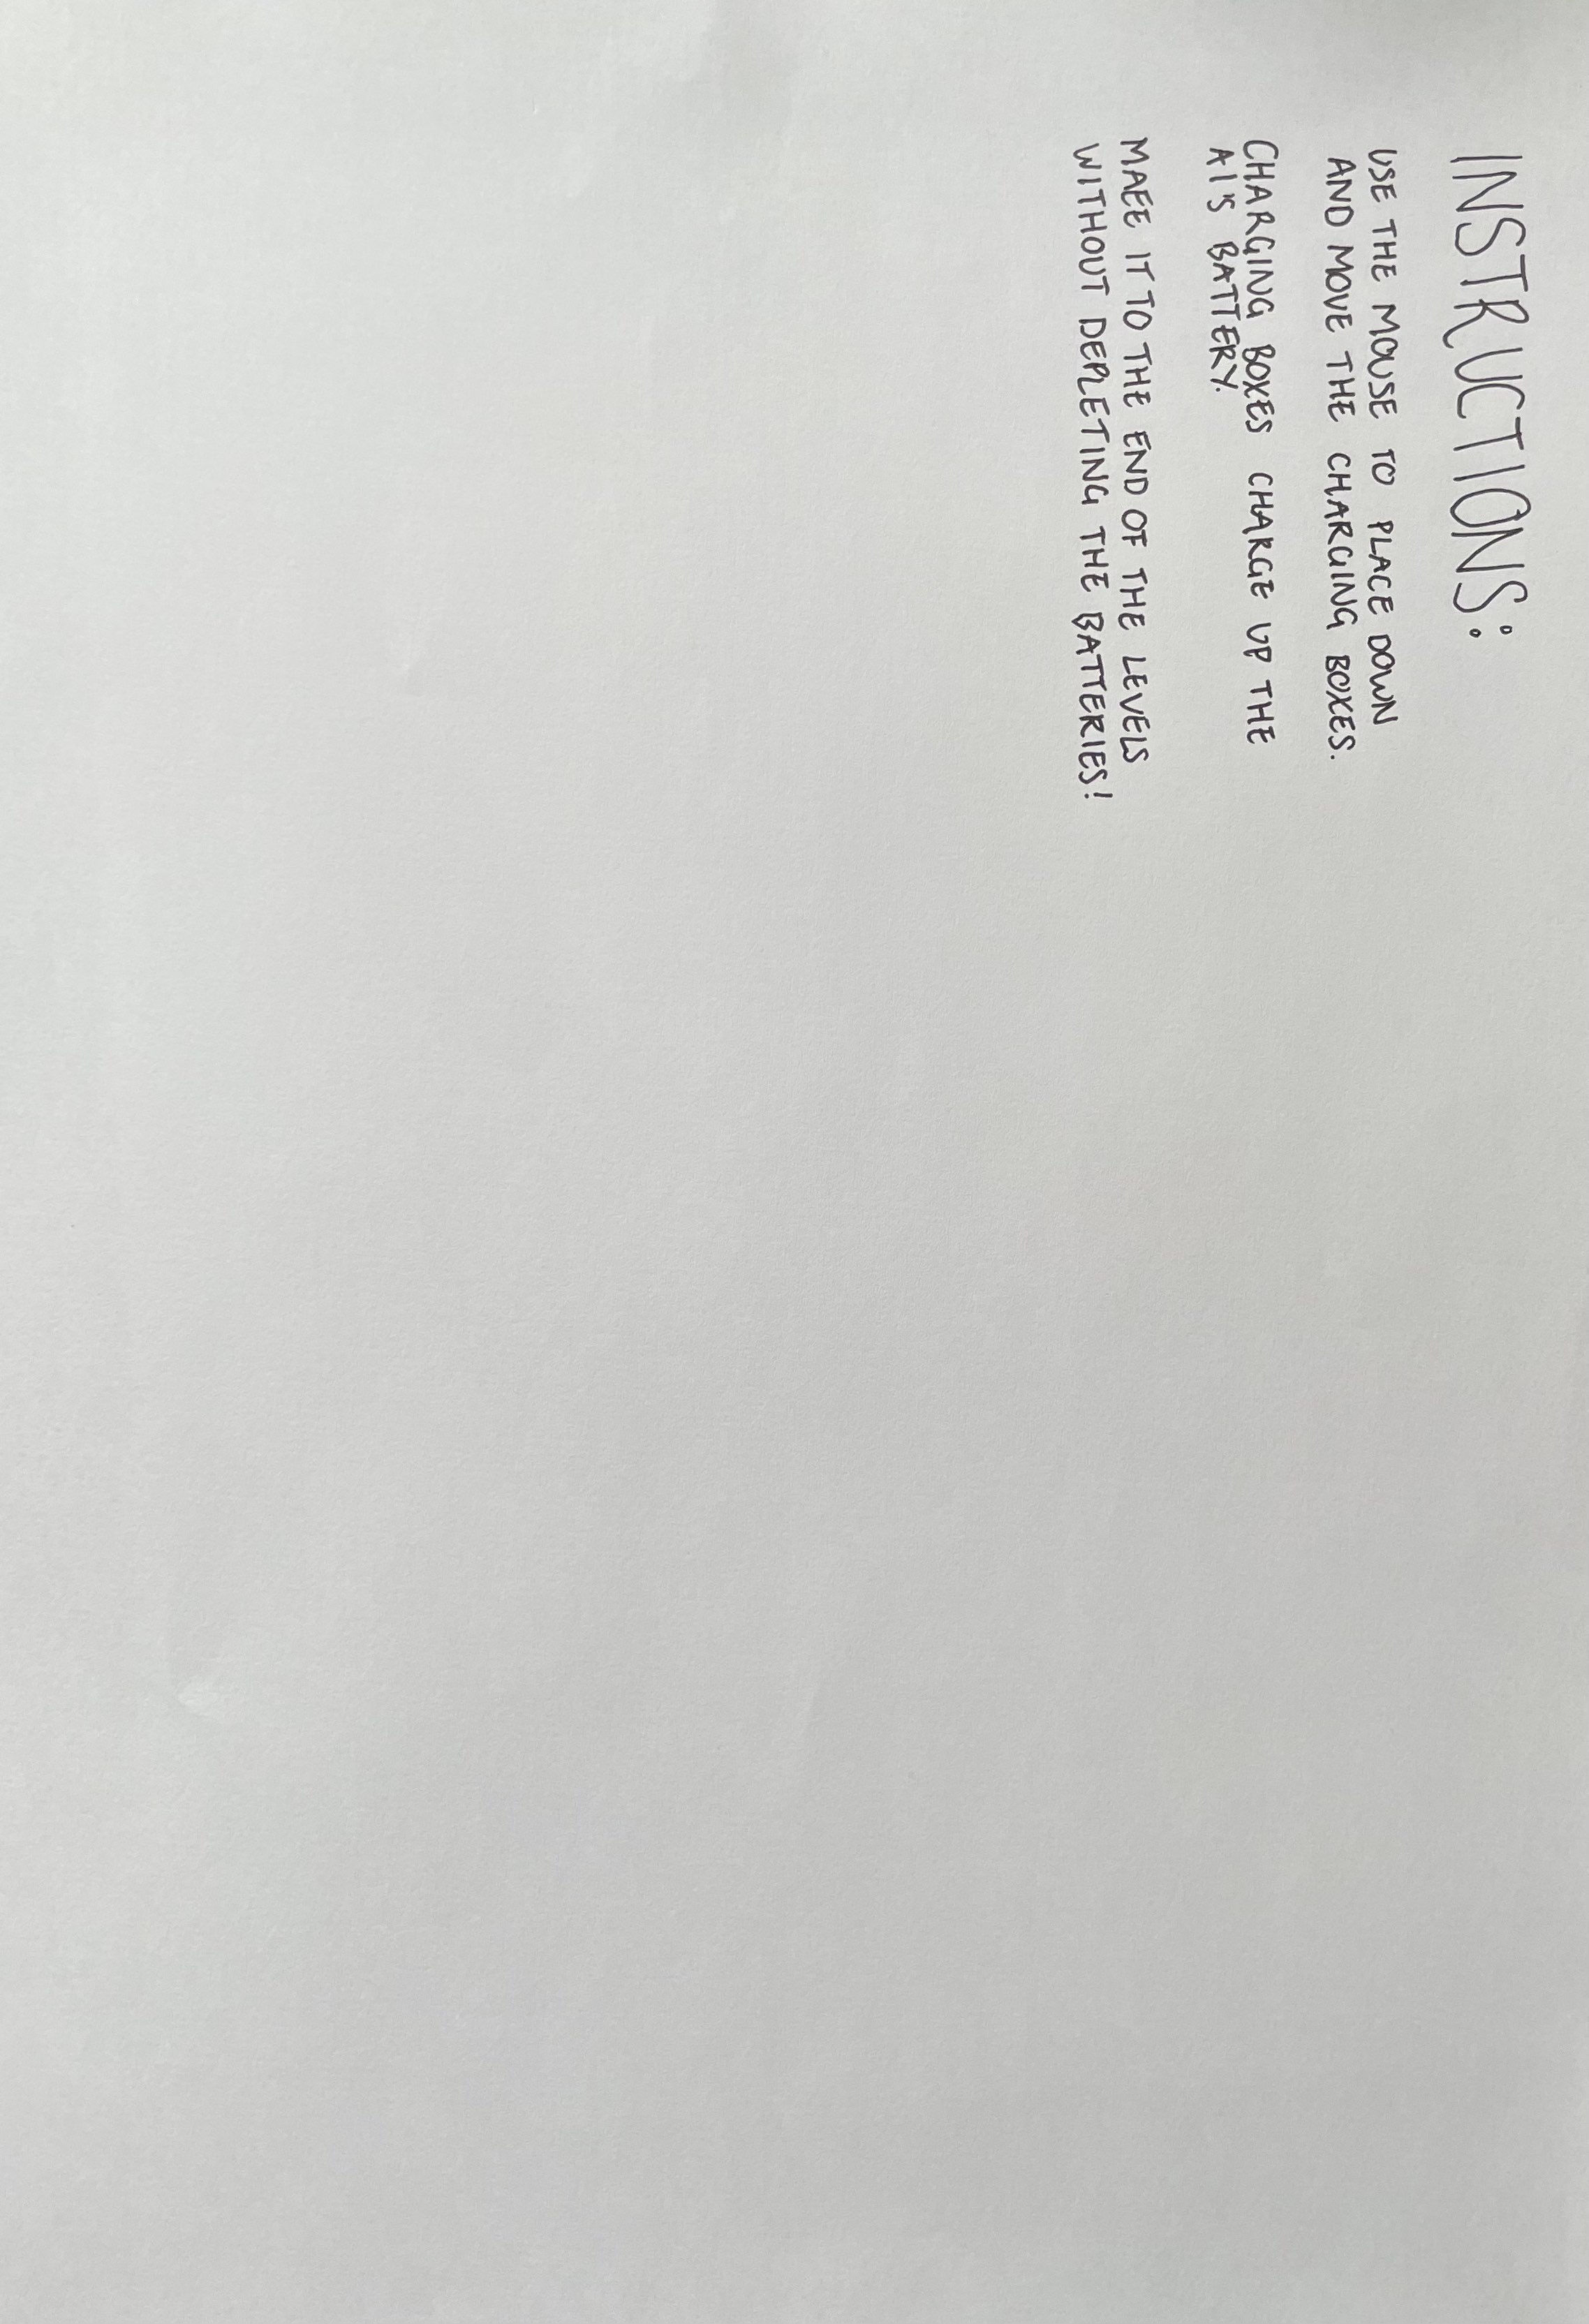 INSTRUCTIONS:
USE THE MOUSE TO PLACE DOWN
AND MOVE THE CHARGING BOXES.
CHARGING BOXES CHARGE UP THE
AI'S BATTERY.
MAEE IT TO THE END OF THE LEVELS
WITHOUT DEPLETING THE BATTERIES!